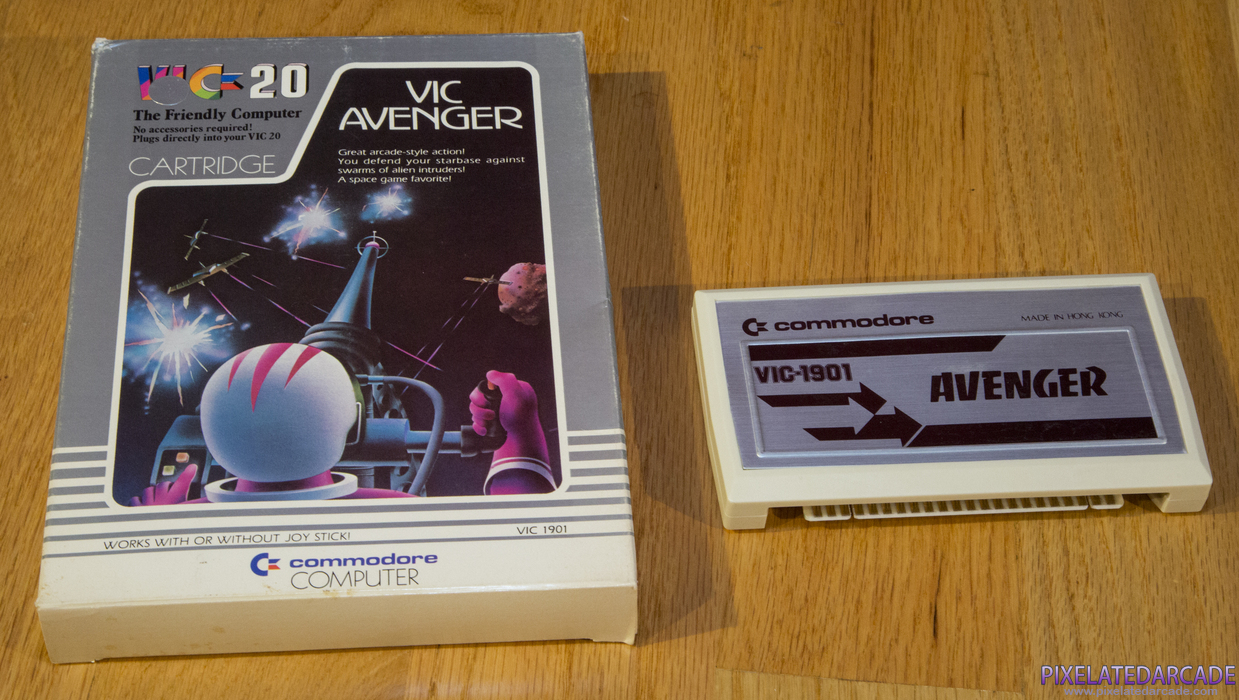 VIC 20
The Friendly Computer
No accessories required!
Plugs directly into your VIC 20
CARTRIDGE
VIC
AVENGER
Great arcade-style action!
You defend your starbase against
swarms of alien intruders!
A space game favorite!
WORKS WITH OR WITHOUT JOY STICK!
VIC 1901
commodore
COMPUTER
commodore
MADE IN HONG KONG
VIC-1901
AVENGER
PIXELATEDARCADE
www.pixelatedarcade.com